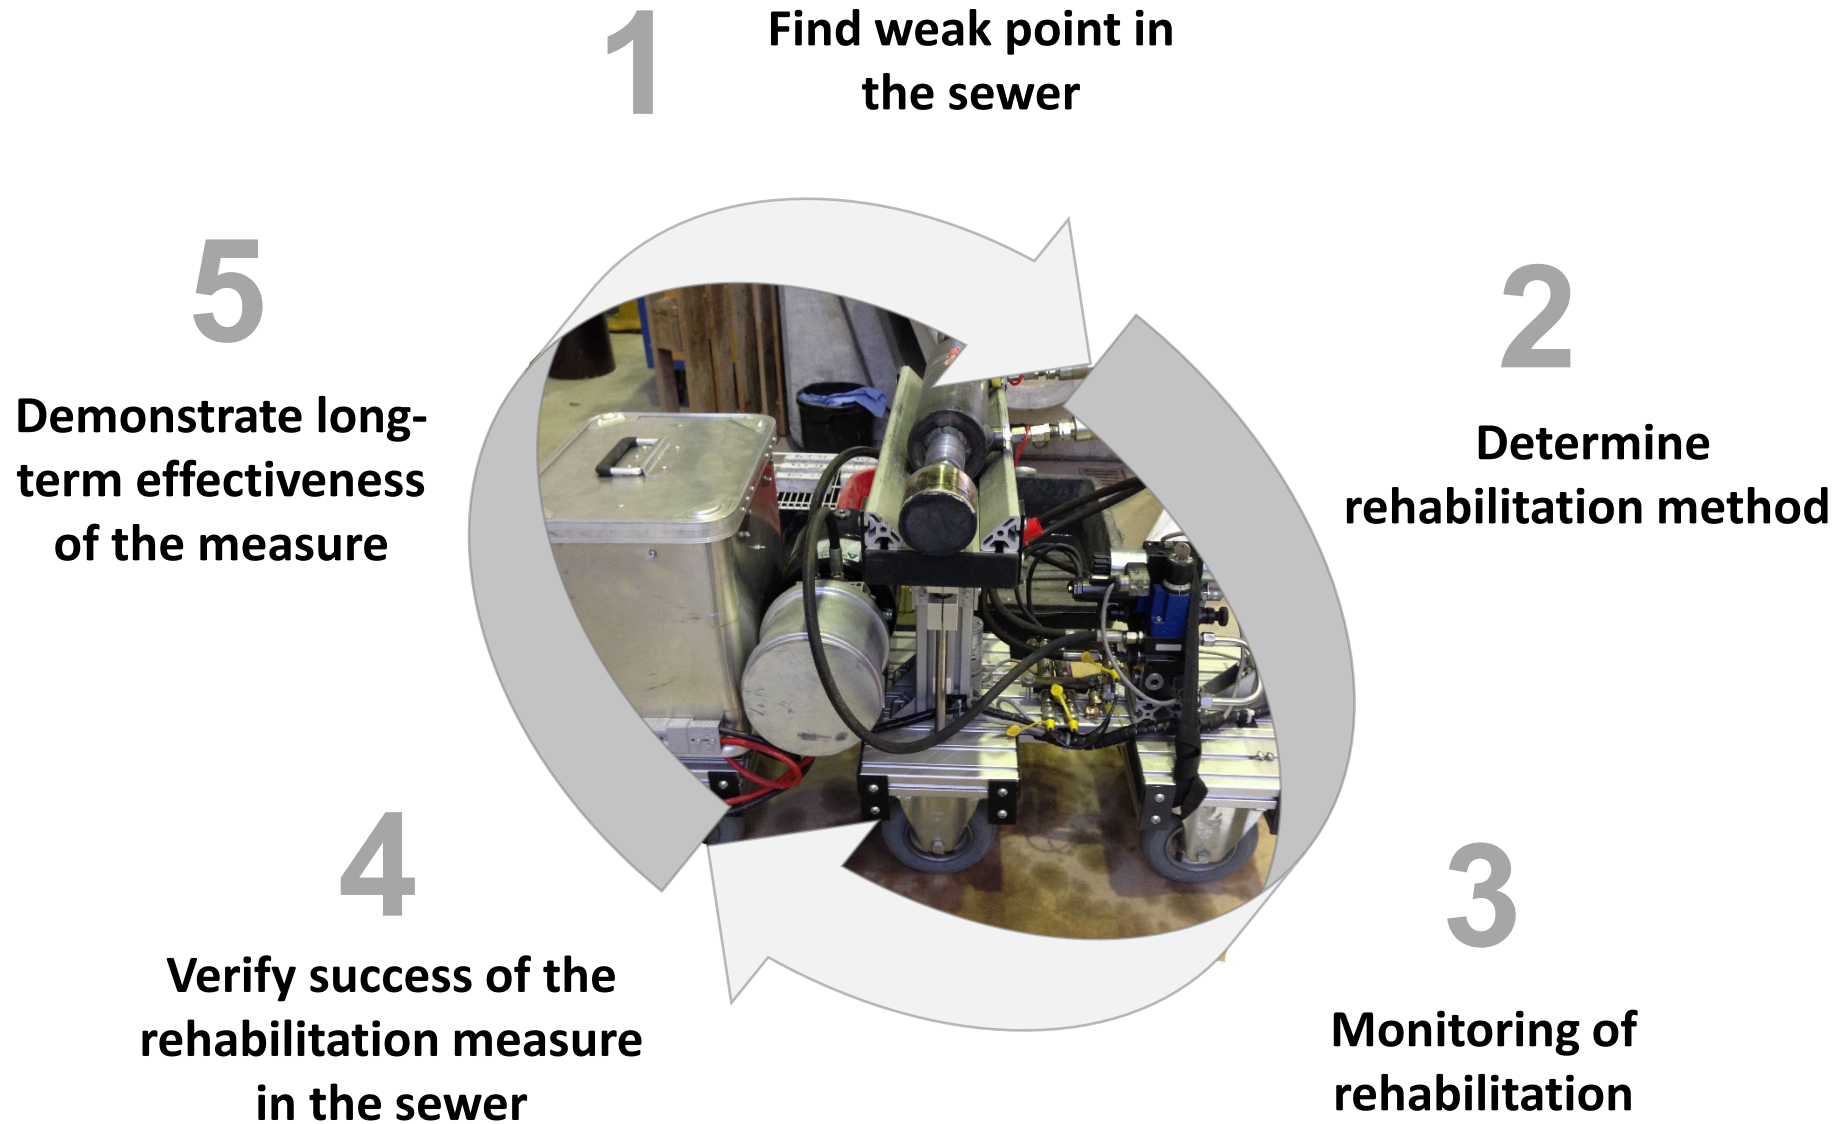 1
Find weak point in
the sewer
2
Determine
rehabilitation method
3
Monitoring of
rehabilitation
4
Verify success of the
rehabilitation measure
in the sewer
5
Demonstrate long-
term effectiveness
of the measure